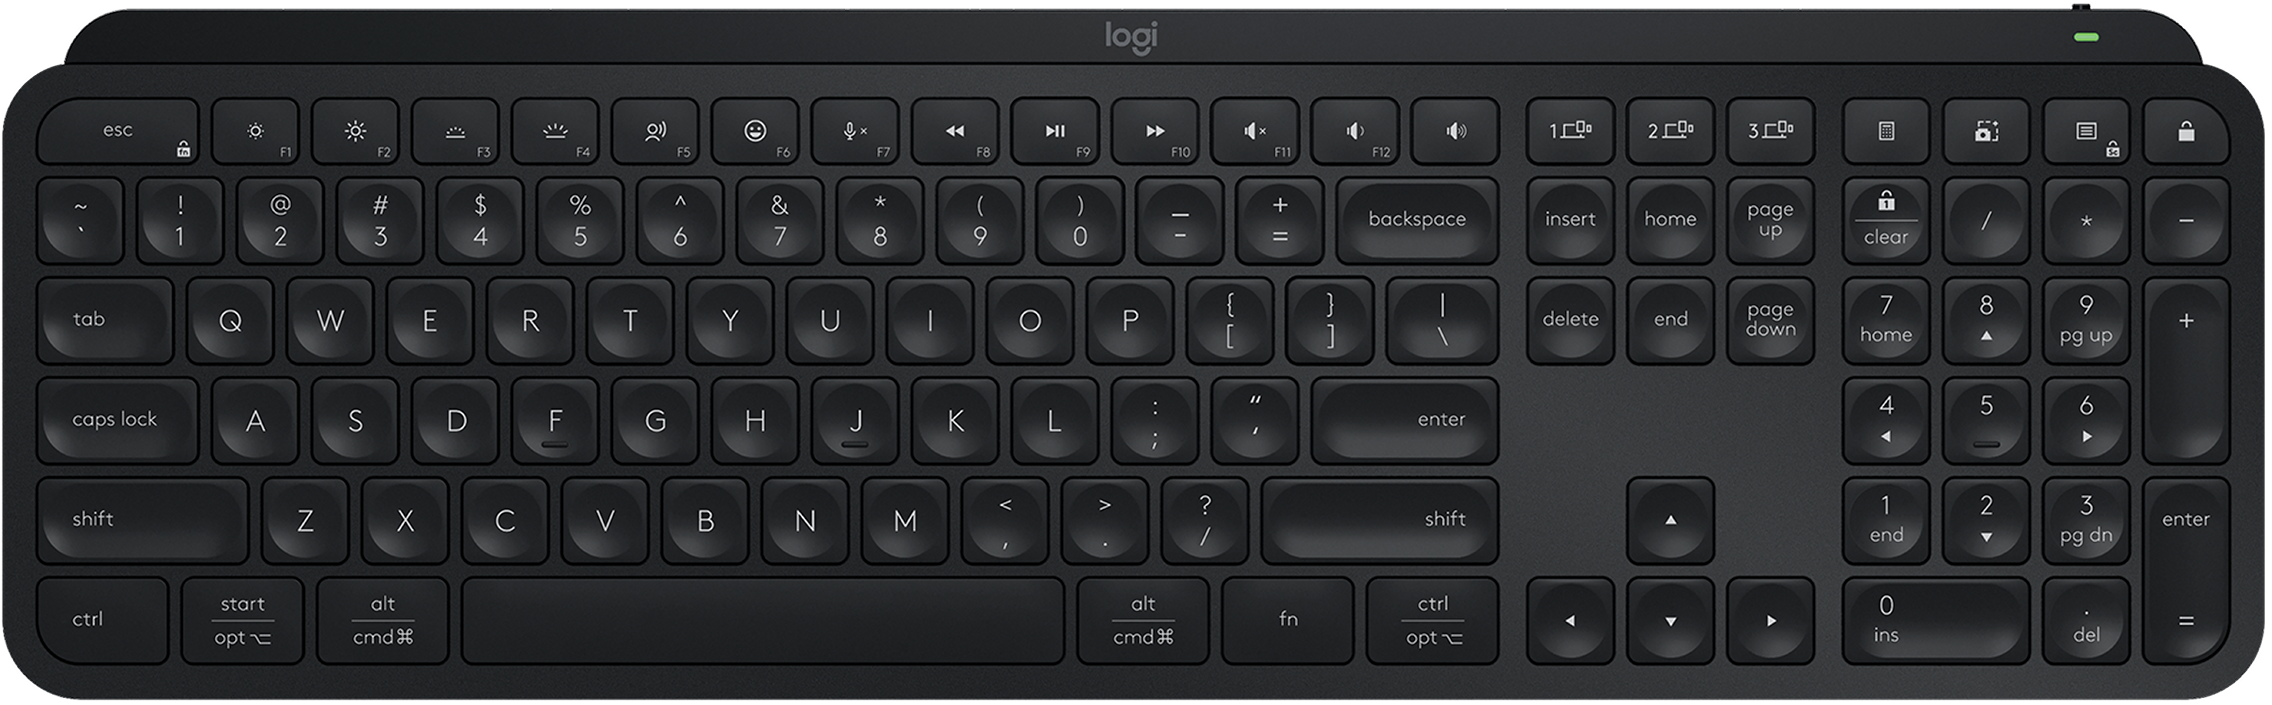 logi
esc fn F1 F2 F3 F4 F5 F6 × F7 F8 F9 F10 × F11 F12 1 2 3 Sc
~ ! @ # $ % ^ & * ( ) _ + 1
` 1 2 3 4 5 6 7 8 9 0 - = backspace insert home page up clear / * -
tab Q W E R T Y U I O P { [ } ] | \ delete end page down 7 home 8 ▲ 9 pg up +
caps lock A S D F G H J K L : ; “ ‚ enter 4 ◀ 5 6 ▶
shift Z X C V B N M < , > . ? / shift ▲ 1 end 2 ▼ 3 pg dn enter
ctrl start opt ⌥ alt cmd ⌘ alt cmd ⌘ fn ctrl opt ⌥ ◀ ▼ ▶ 0 ins . del =